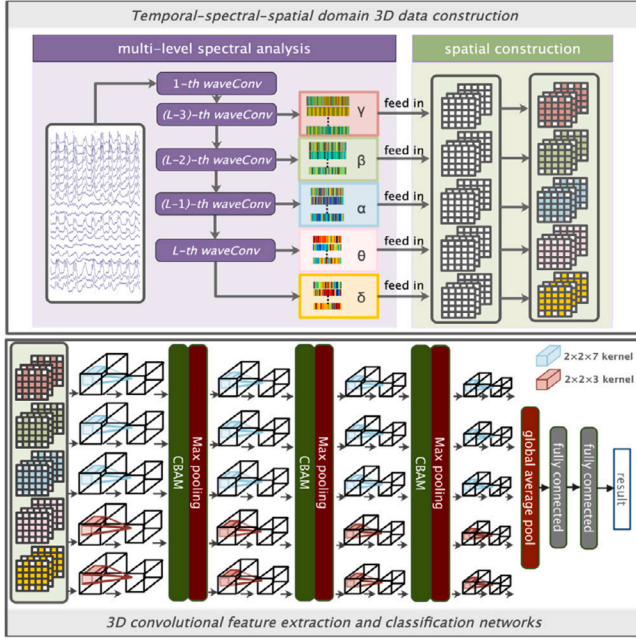 Temporal-spectral-spatial domain 3D data construction
multi-level spectral analysis
spatial construction
1-th waveConv
(L-3)-th waveConv
γ
feed in
(L-2)-th waveConv
β
feed in
(L-1)-th waveConv
α
feed in
L-th waveConv
θ
feed in
δ
feed in
2×2×7 kernel
2×2×3 kernel
CBAM
Max pooling
CBAM
Max pooling
CBAM
Max pooling
global average pool
fully connected
fully connected
result
3D convolutional feature extraction and classification networks